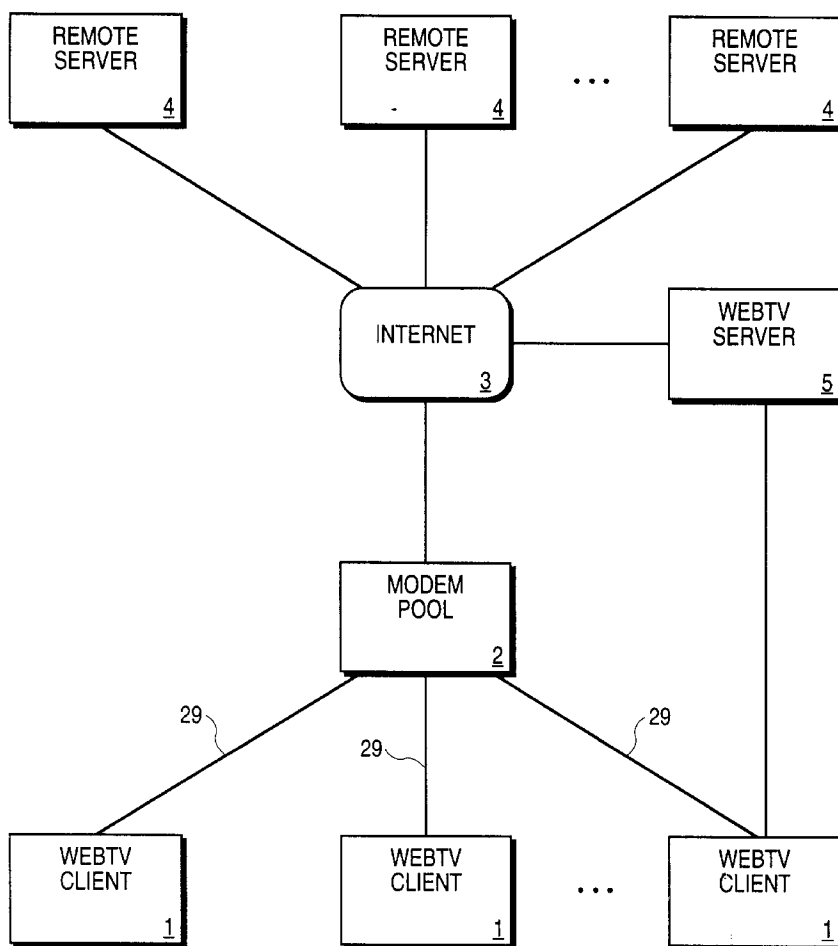 REMOTE
SERVER
4
REMOTE
SERVER
4
...
REMOTE
SERVER
4
INTERNET
3
WEBTV
SERVER
5
MODEM
POOL
2
29
29
29
WEBTV
CLIENT
1
WEBTV
CLIENT
1
...
WEBTV
CLIENT
1